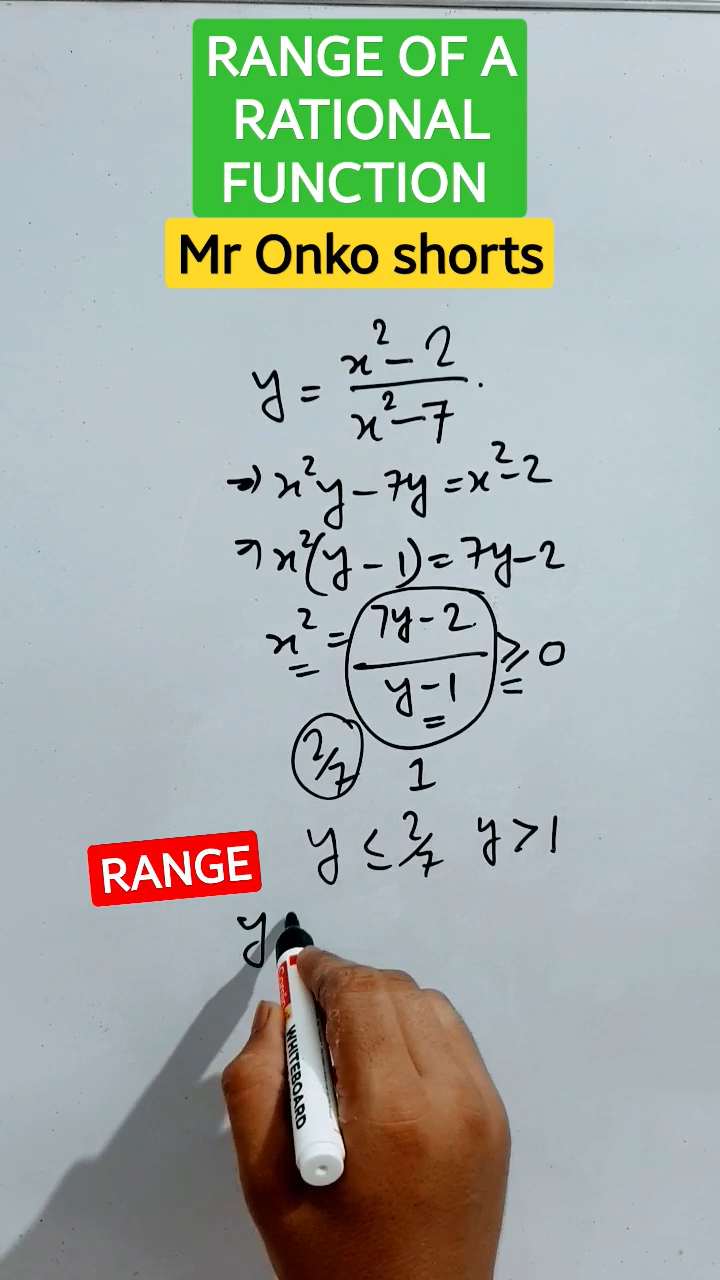 RANGE OF A
RATIONAL
FUNCTION
Mr Onko shorts
y = (x² - 2)/(x² - 7).
⇒ x²y - 7y = x² - 2
⇒ x²(y - 1) = 7y - 2
x² = (7y - 2)/(y - 1) ≥ 0
2/7 1
RANGE y ≤ 2/7 y > 1
y
WHITEBOARD